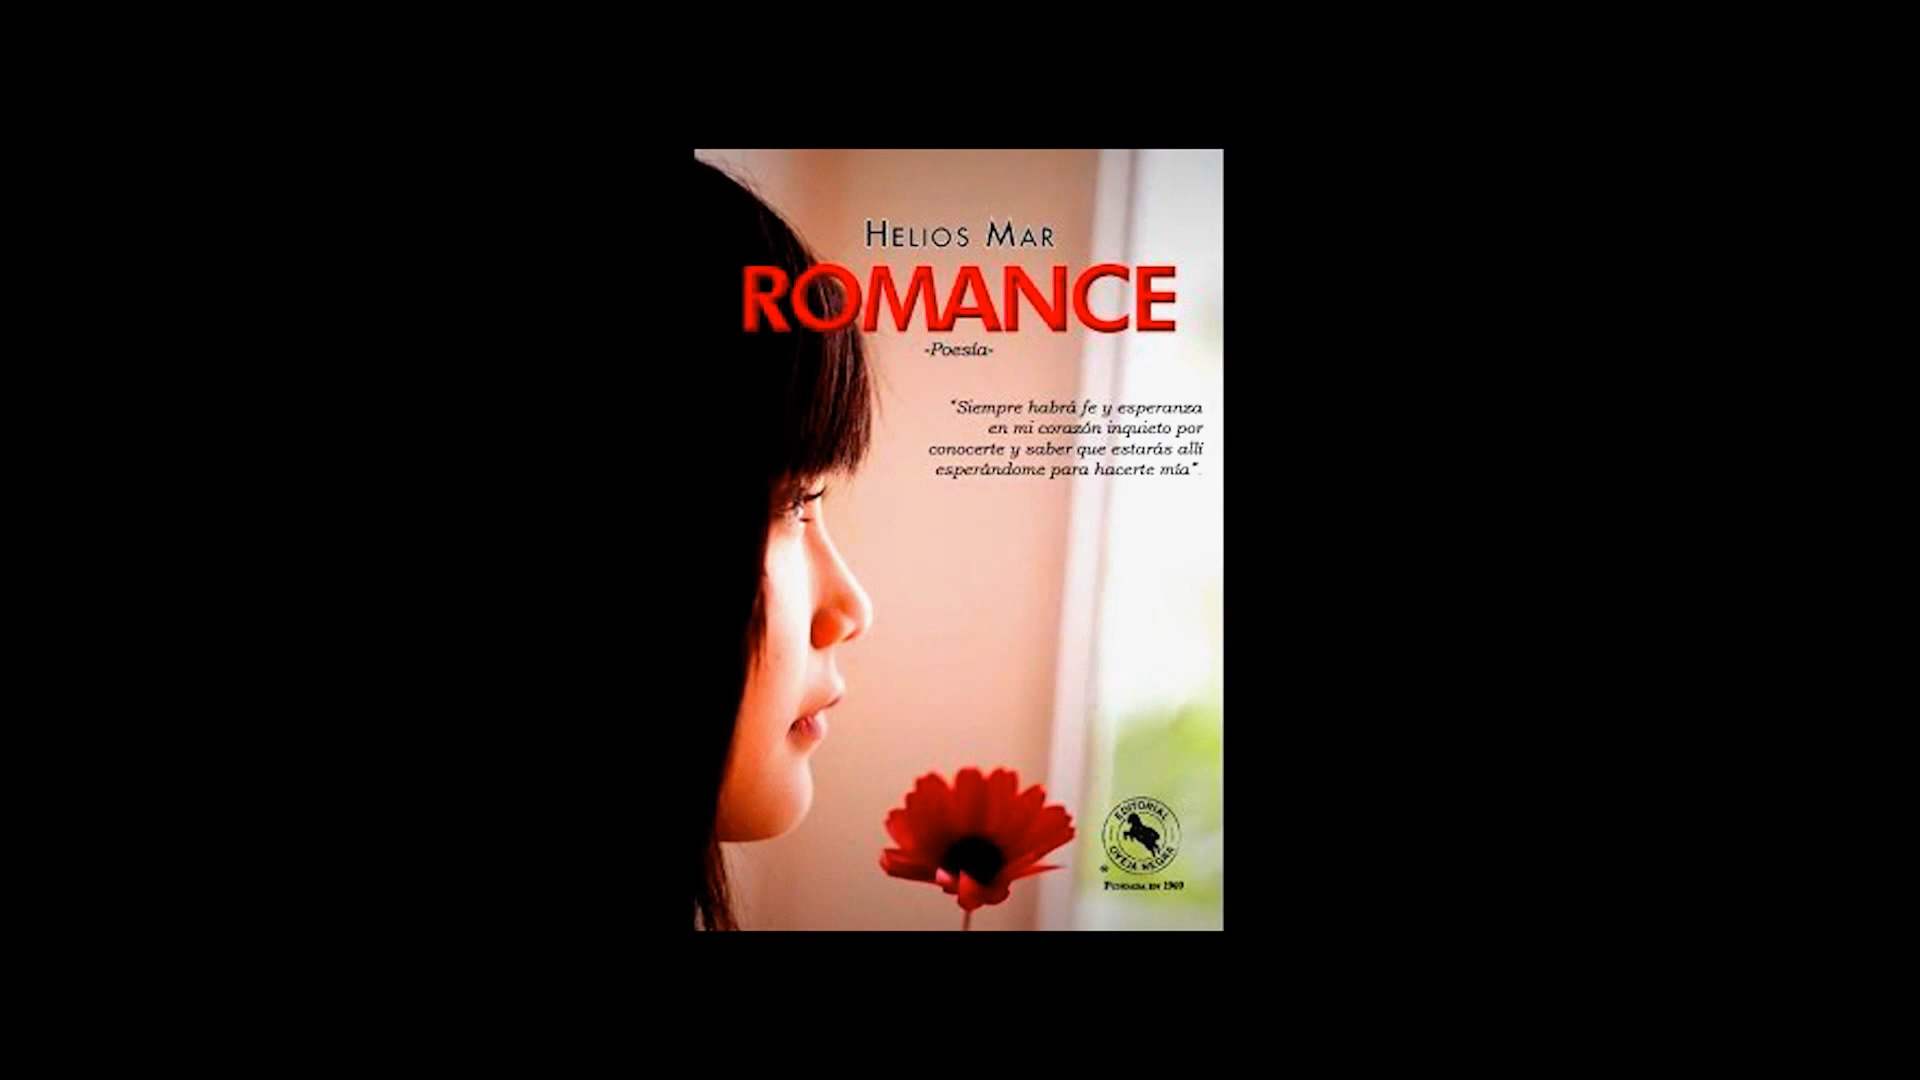 HELIOS MAR
ROMANCE
-Poesía-
"Siempre habrá fe y esperanza
en mi corazón inquieto por
conocerte y saber que estarás allí
esperándome para hacerte mía".
EDITORIAL
OVEJA NEGRA
®
FUNDADA EN 1969